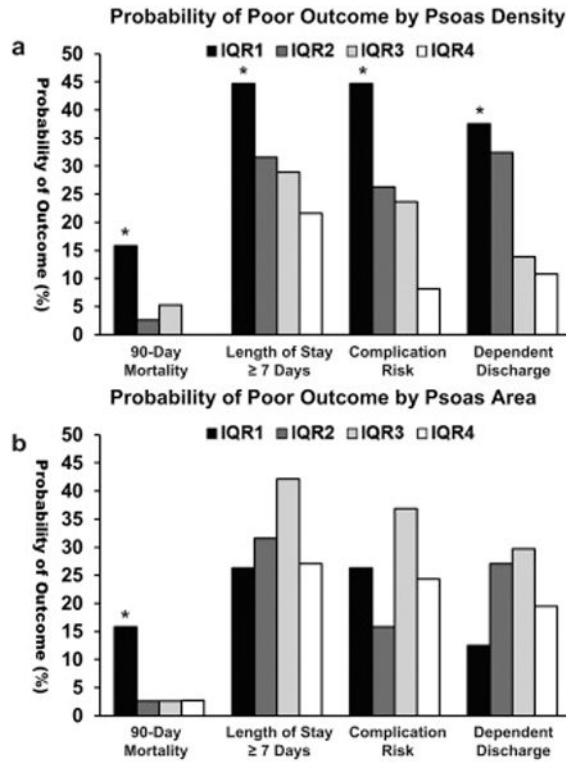 Probability of Poor Outcome by Psoas Density
a
IQR1 IQR2 IQR3 IQR4
Probability of Outcome (%)
50
45
40
35
30
25
20
15
10
5
0
* * * *
90-Day Mortality
Length of Stay ≥ 7 Days
Complication Risk
Dependent Discharge
Probability of Poor Outcome by Psoas Area
b
IQR1 IQR2 IQR3 IQR4
Probability of Outcome (%)
50
45
40
35
30
25
20
15
10
5
0
*
90-Day Mortality
Length of Stay ≥ 7 Days
Complication Risk
Dependent Discharge